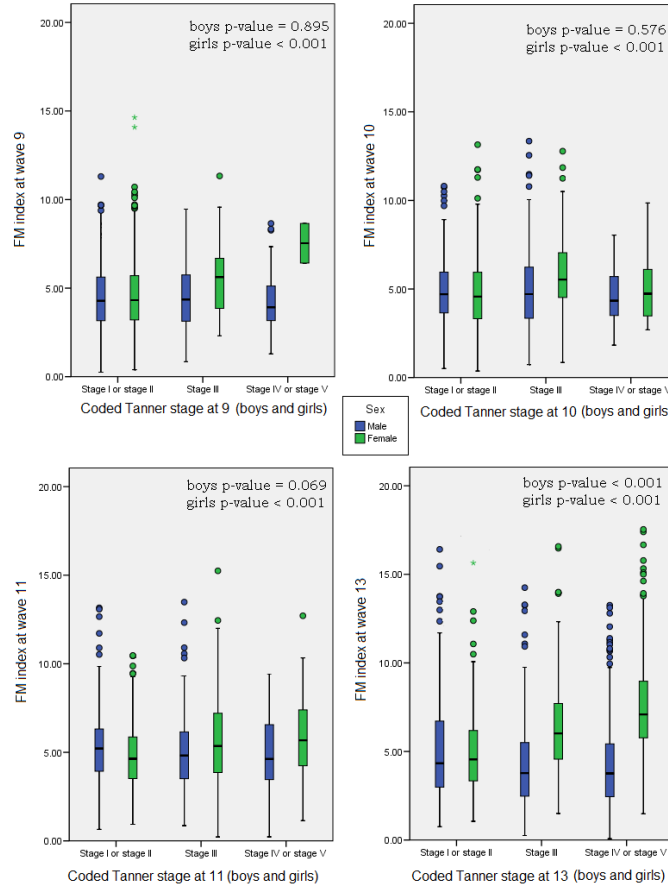 boys p-value = 0.895
girls p-value < 0.001
20.00
15.00
10.00
5.00
0.00
FM index at wave 9
Stage I or stage II
Stage III
Stage IV or stage V
Coded Tanner stage at 9 (boys and girls)
boys p-value = 0.576
girls p-value < 0.001
20.00
15.00
10.00
5.00
0.00
FM index at wave 10
Stage I or stage II
Stage III
Stage IV or stage V
Coded Tanner stage at 10 (boys and girls
Sex
Male
Female
boys p-value = 0.069
girls p-value < 0.001
20.00
15.00
10.00
5.00
0.00
FM index at wave 11
Stage I or stage II
Stage III
Stage IV or stage V
Coded Tanner stage at 11 (boys and girls)
boys p-value < 0.001
girls p-value < 0.001
20.00
15.00
10.00
5.00
0.00
FM index at wave 13
Stage I or stage II
Stage III
Stage IV or stage V
Coded Tanner stage at 13 (boys and girls)